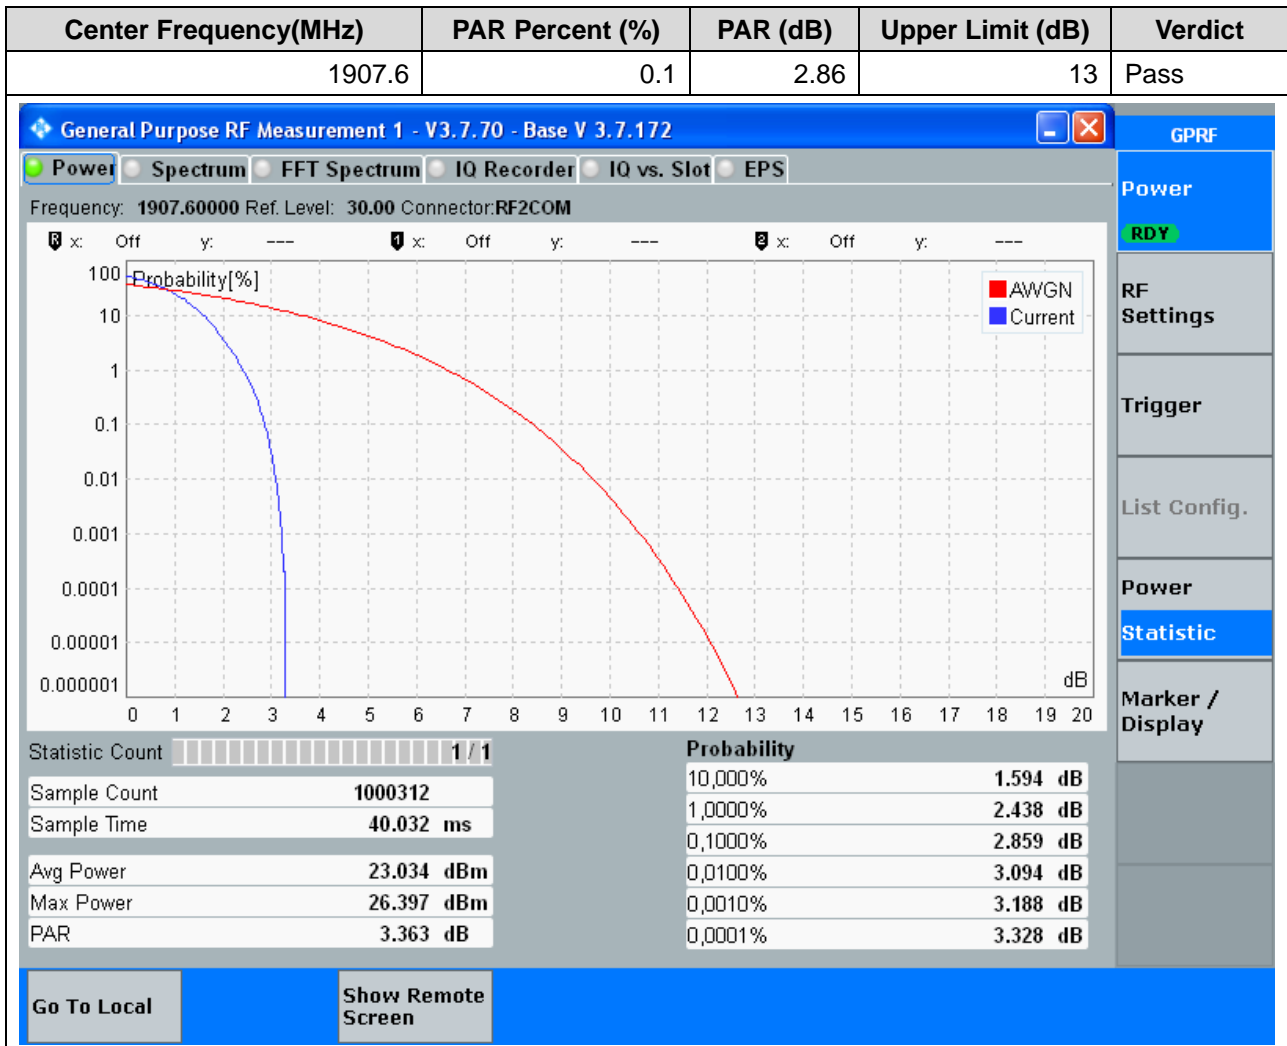 Center Frequency(MHz) PAR Percent (%) PAR (dB) Upper Limit (dB) Verdict
1907.6 0.1 2.86 13 Pass
General Purpose RF Measurement 1 - V3.7.70 - Base V 3.7.172
GPRF
Power Spectrum FFT Spectrum IQ Recorder IQ vs. Slot EPS
Power
RDY
Frequency: 1907.60000 Ref. Level: 30.00 Connector:RF2COM
R x: Off y: --- 1 x: Off y: --- 2 x: Off y: ---
Probability[%]
AWGN
Current
100
10
1
0.1
0.01
0.001
0.0001
0.00001
0.000001
dB
0 1 2 3 4 5 6 7 8 9 10 11 12 13 14 15 16 17 18 19 20
RF
Settings
Trigger
List Config.
Power
Statistic
Marker /
Display
Statistic Count 1 / 1
Sample Count 1000312
Sample Time 40.032 ms
Avg Power 23.034 dBm
Max Power 26.397 dBm
PAR 3.363 dB
Probability
10,000% 1.594 dB
1,0000% 2.438 dB
0,1000% 2.859 dB
0,0100% 3.094 dB
0,0010% 3.188 dB
0,0001% 3.328 dB
Go To Local
Show Remote
Screen